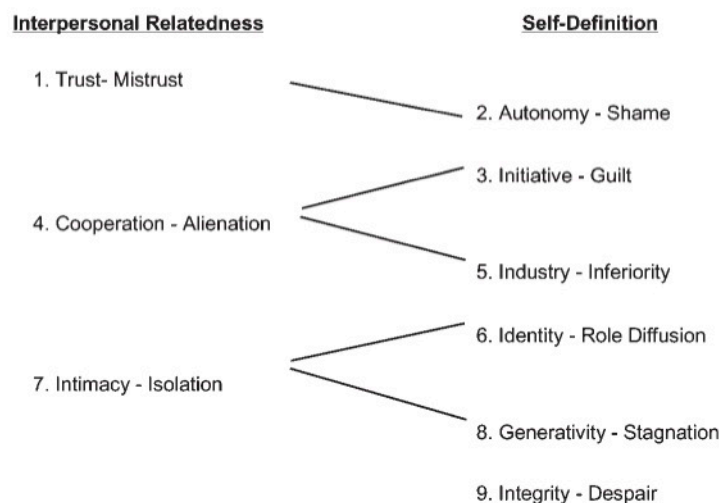 Interpersonal Relatedness
Self-Definition
1. Trust- Mistrust
2. Autonomy - Shame
3. Initiative - Guilt
4. Cooperation - Alienation
5. Industry - Inferiority
6. Identity - Role Diffusion
7. Intimacy - Isolation
8. Generativity - Stagnation
9. Integrity - Despair